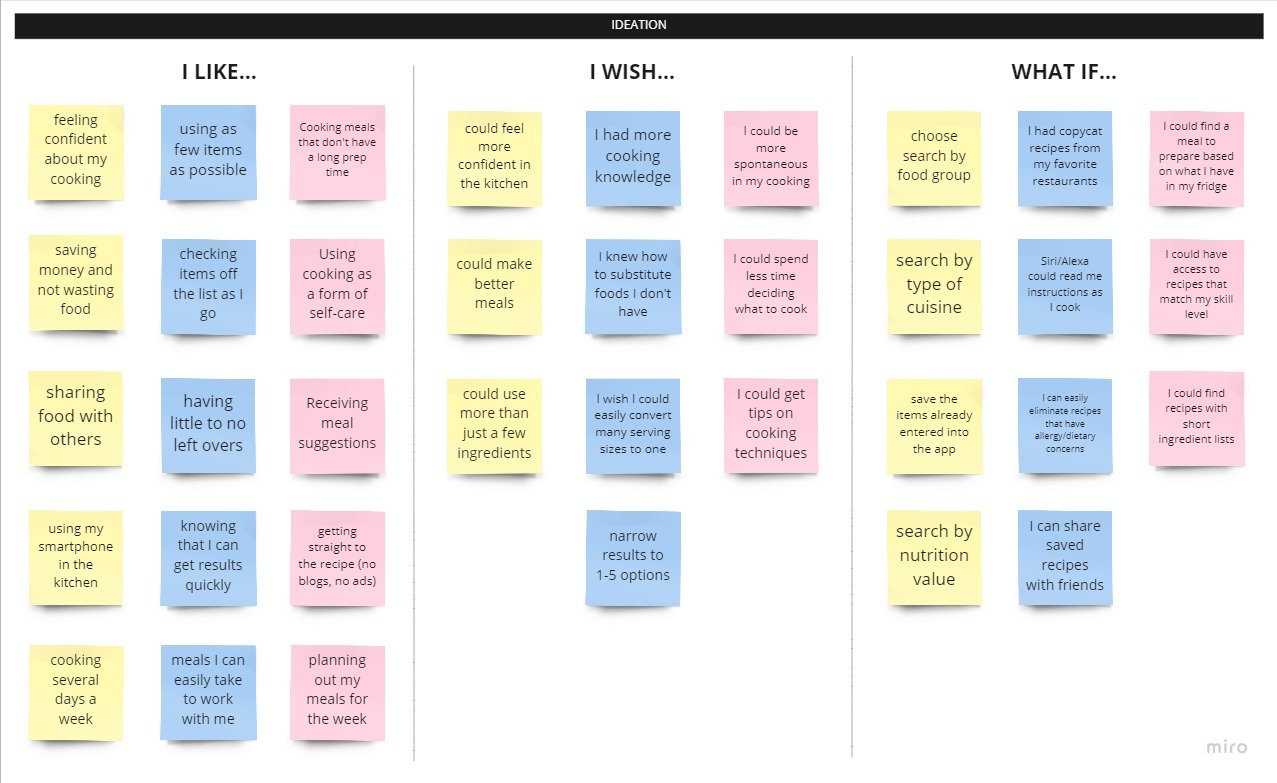 IDEATION
I LIKE...
feeling
confident
about my
cooking
using as
few items
as possible
Cooking meals
that don't have
a long prep
time
saving
money and
not wasting
food
checking
items off
the list as I
go
Using
cooking as
a form of
self-care
sharing
food with
others
having
little to no
left overs
Receiving
meal
suggestions
using my
smartphone
in the
kitchen
knowing
that I can
get results
quickly
getting
straight to
the recipe (no
blogs, no ads)
cooking
several
days a
week
meals I can
easily take
to work
with me
planning
out my
meals for
the week
I WISH...
could feel
more
confident in
the kitchen
I had more
cooking
knowledge
I could be
more
spontaneous
in my cooking
could make
better
meals
I knew how
to substitute
foods I don't
have
I could spend
less time
deciding
what to cook
could use
more than
just a few
ingredients
I wish I could
easily convert
many serving
sizes to one
I could get
tips on
cooking
techniques
narrow
results to
1-5 options
WHAT IF...
choose
search by
food group
I had copycat
recipes from
my favorite
restaurants
I could find a
meal to
prepare based
on what I have
in my fridge
search by
type of
cuisine
Siri/Alexa
could read me
instructions as
I cook
I could have
access to
recipes that
match my skill
level
save the
items already
entered into
the app
I can easily
eliminate recipes
that have
allergy/dietary
concerns
I could find
recipes with
short
ingredient lists
search by
nutrition
value
I can share
saved
recipes
with friends
miro